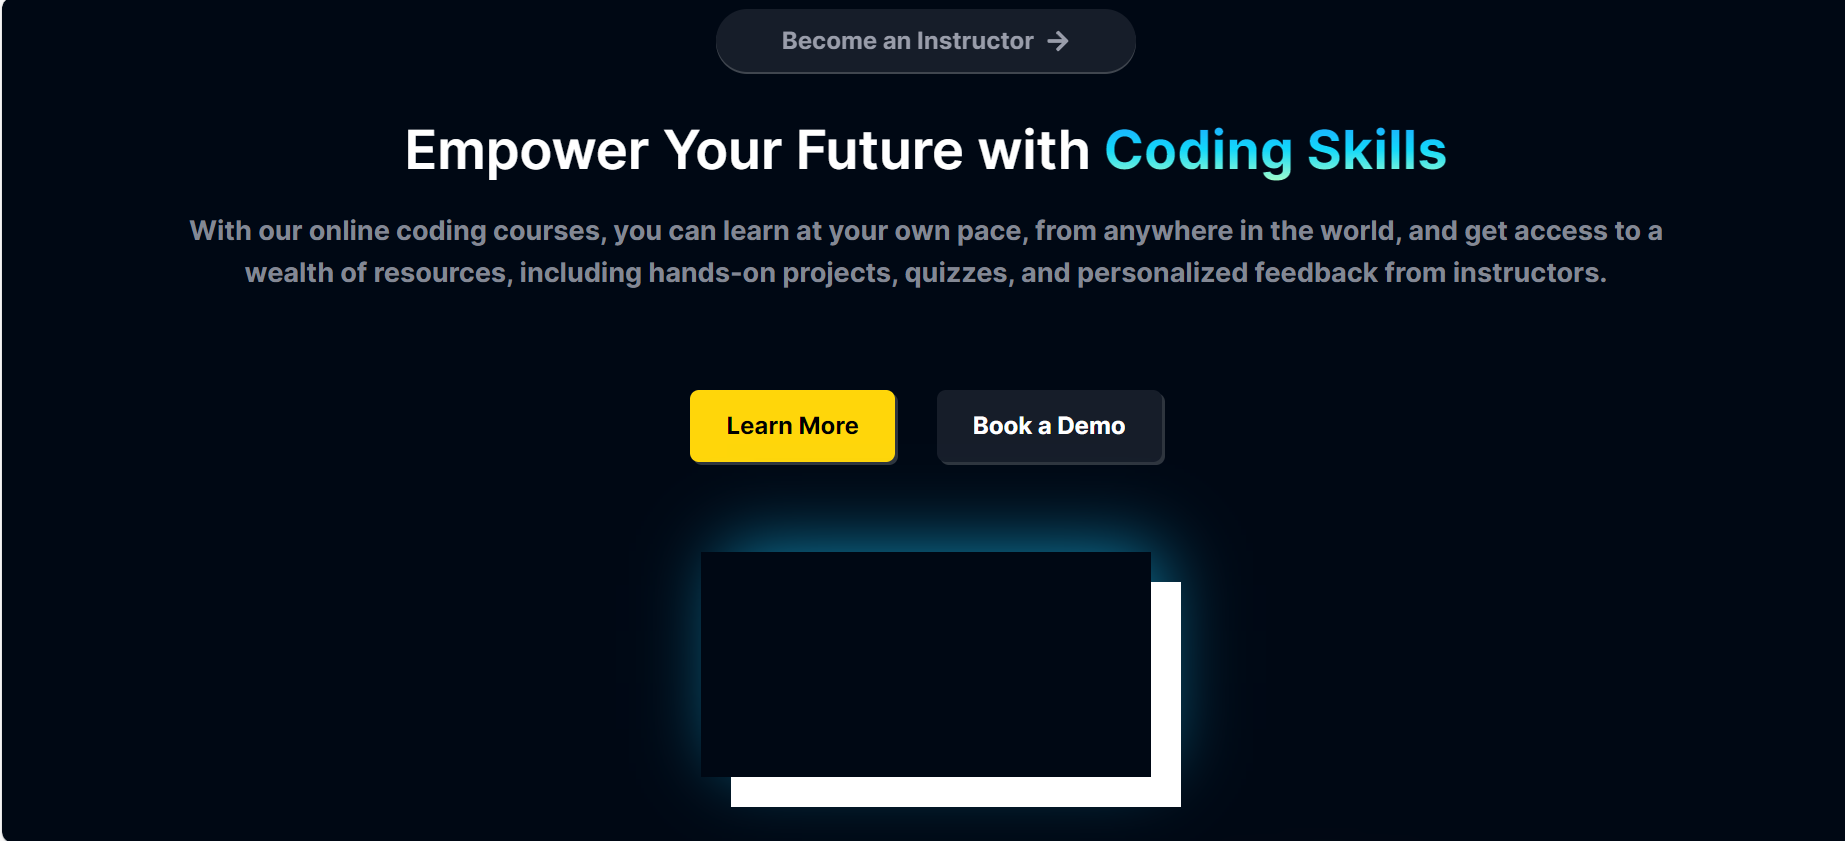 Become an Instructor →
Empower Your Future with Coding Skills
With our online coding courses, you can learn at your own pace, from anywhere in the world, and get access to a
wealth of resources, including hands-on projects, quizzes, and personalized feedback from instructors.
Learn More
Book a Demo